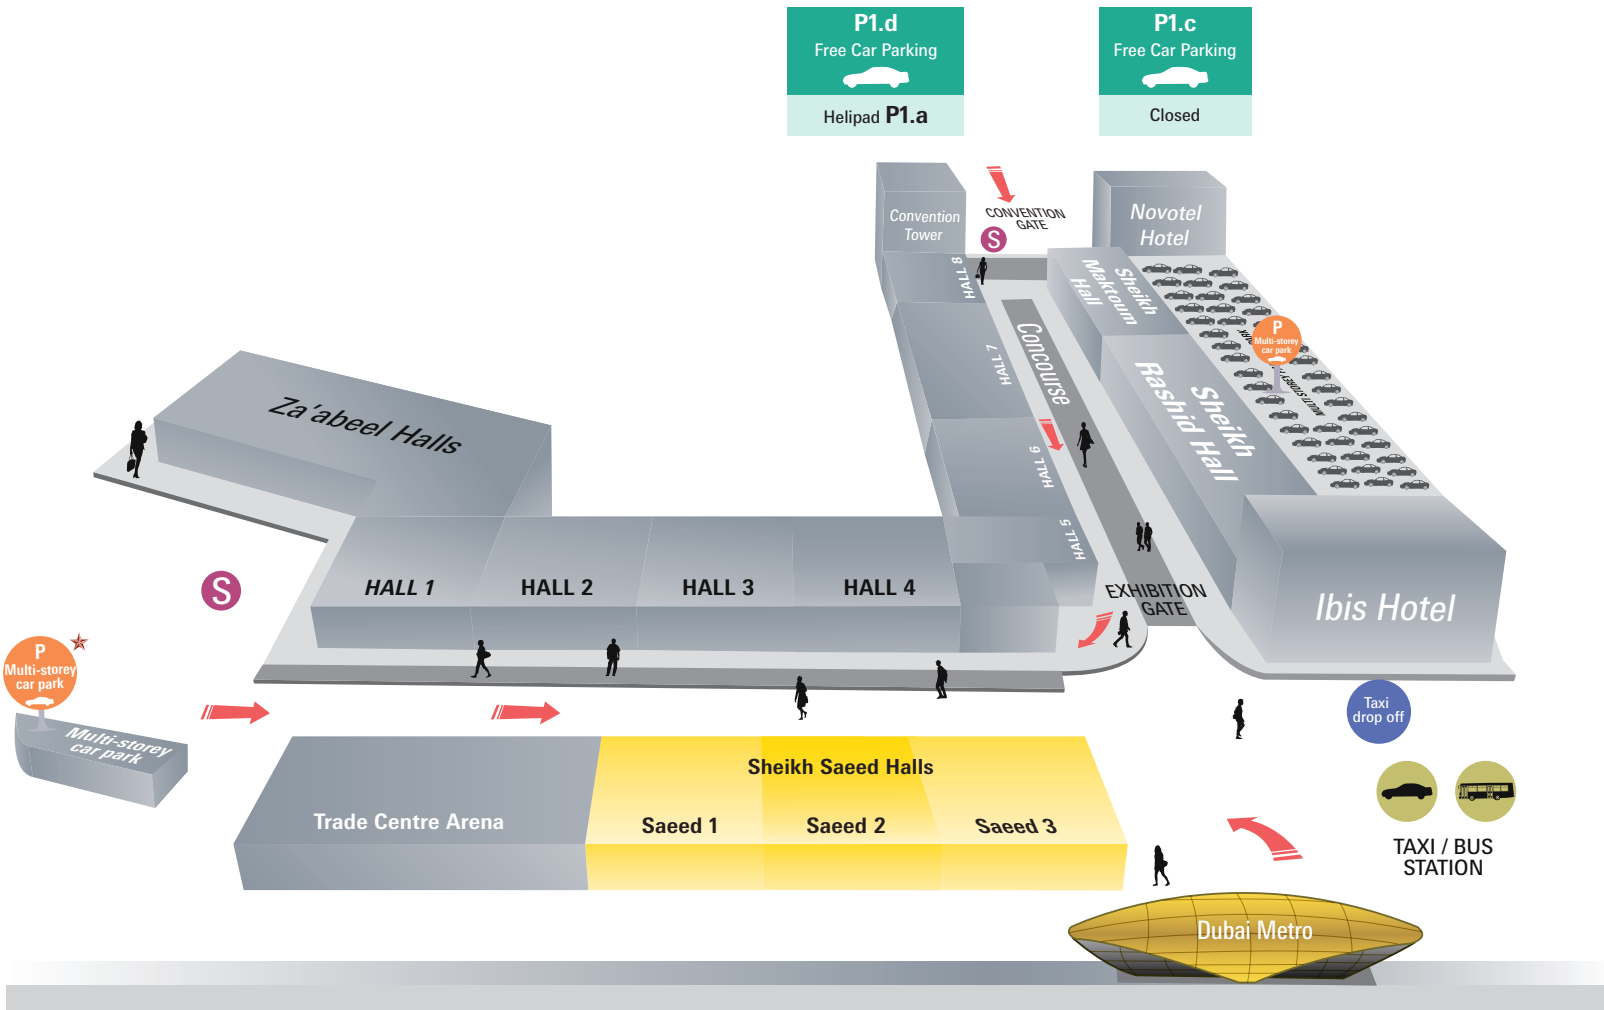 P1.d
Free Car Parking
Helipad P1.a
P1.c
Free Car Parking
Closed
Convention
Tower
CONVENTION
GATE
S
Novotel
Hotel
HALL 8
Sheikh
Maktoum
Hall
HALL 7
Concourse
P
Multi-storey
car park
Sheikh
Rashid Hall
HALL 6
HALL 5
Za'abeel Halls
HALL 1
HALL 2
HALL 3
HALL 4
EXHIBITION
GATE
Ibis Hotel
S
P
Multi-storey
car park
Multi-storey
car park
Taxi
drop off
Sheikh Saeed Halls
Trade Centre Arena
Saeed 1
Saeed 2
Saeed 3
TAXI / BUS
STATION
Dubai Metro